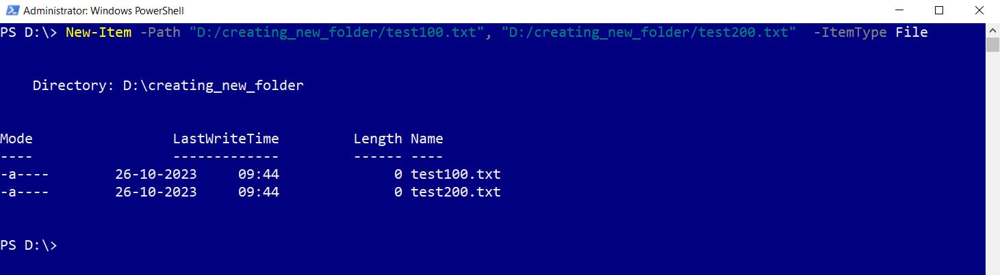 Administrator: Windows PowerShell
PS D:\> New-Item -Path "D:/creating_new_folder/test100.txt", "D:/creating_new_folder/test200.txt"  -ItemType File
    Directory: D:\creating_new_folder
Mode                 LastWriteTime         Length Name
----                 -------------         ------ ----
-a----        26-10-2023     09:44              0 test100.txt
-a----        26-10-2023     09:44              0 test200.txt
PS D:\>